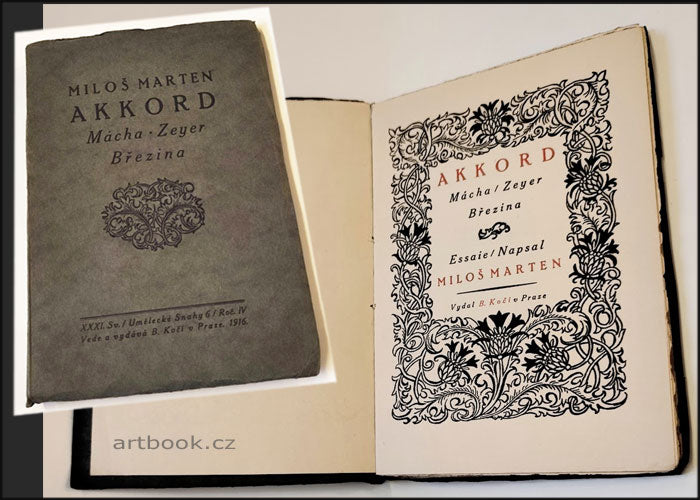 MILOŠ MARTEN
AKKORD
Mácha · Zeyer
Březina
XXXI. Sv. / Umělecké Snahy 6 / Roč. IV
Vede a vydává B. Kočí v Praze. 1916.
AKKORD
Mácha / Zeyer
Březina
Essaie / Napsal
MILOŠ MARTEN
Vydal B. Kočí v Praze
artbook.cz